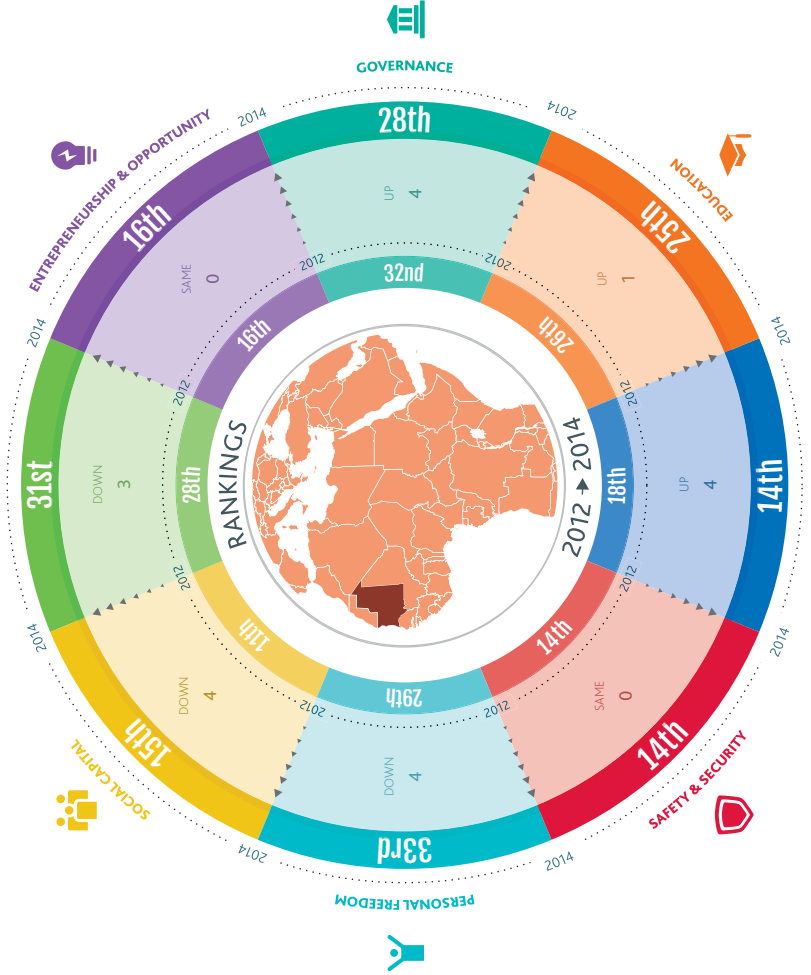 GOVERNANCE
2014
28th
UP
4
2012
32nd
2014
EDUCATION
25th
UP
1
2012
26th
2014
14th
UP
4
2012
18th
2014
SAFETY & SECURITY
14th
SAME
0
2012
14th
2014
PERSONAL FREEDOM
33rd
DOWN
4
2012
29th
2014
SOCIAL CAPITAL
15th
DOWN
4
2012
11th
2014
31st
DOWN
3
2012
28th
2014
ENTREPRENEURSHIP & OPPORTUNITY
16th
SAME
0
2012
16th
RANKINGS
2012 ▶ 2014